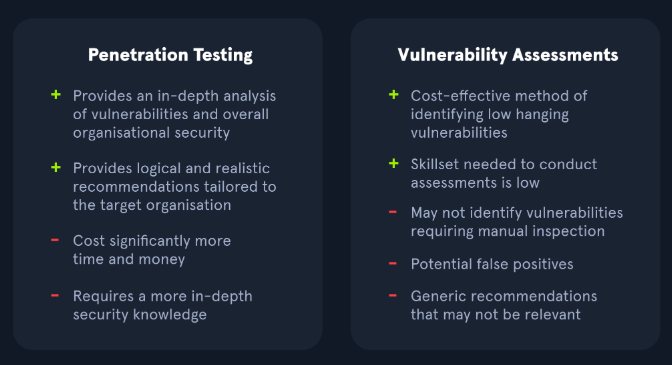 Penetration Testing
+ Provides an in-depth analysis
of vulnerabilities and overall
organisational security
+ Provides logical and realistic
recommendations tailored to
the target organisation
- Cost significantly more
time and money
- Requires a more in-depth
security knowledge
Vulnerability Assessments
+ Cost-effective method of
identifying low hanging
vulnerabilities
+ Skillset needed to conduct
assessments is low
- May not identify vulnerabilities
requiring manual inspection
- Potential false positives
- Generic recommendations
that may not be relevant